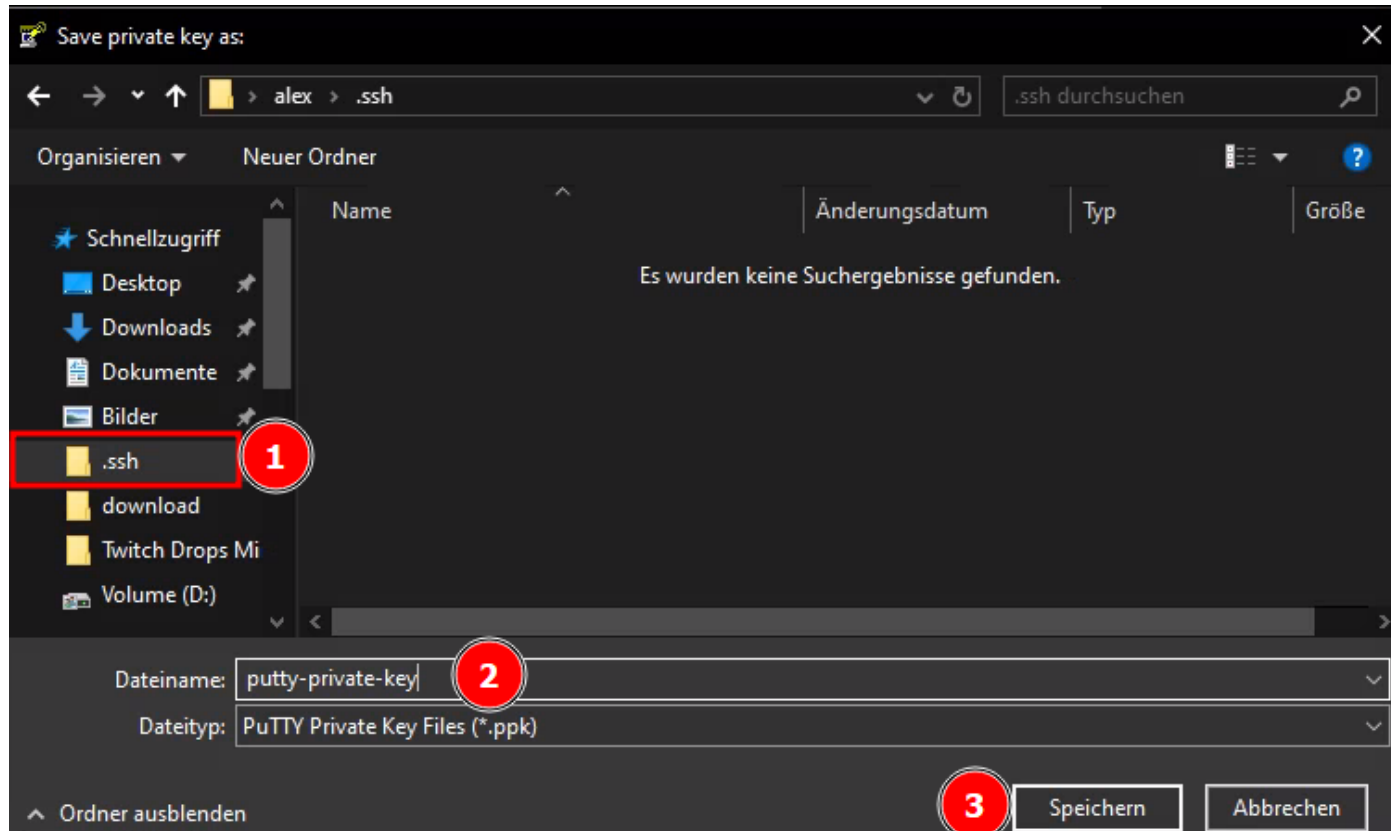 Save private key as:
alex > .ssh
.ssh durchsuchen
Organisieren
Neuer Ordner
Name
Änderungsdatum
Typ
Größe
Es wurden keine Suchergebnisse gefunden.
Schnellzugriff
Desktop
Downloads
Dokumente
Bilder
.ssh
1
download
Twitch Drops Mi
Volume (D:)
Dateiname: putty-private-key
2
Dateityp: PuTTY Private Key Files (*.ppk)
Ordner ausblenden
3
Speichern
Abbrechen